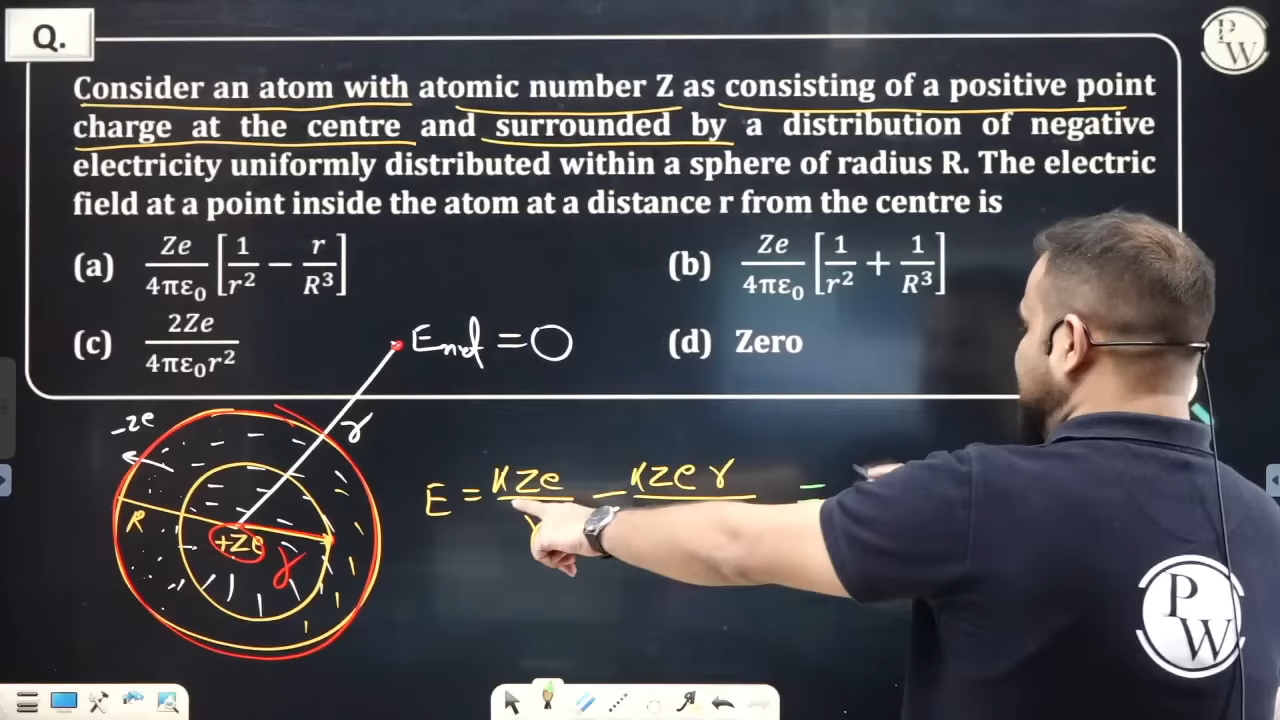 Q.
P
W
Consider an atom with atomic number Z as consisting of a positive point
charge at the centre and surrounded by a distribution of negative
electricity uniformly distributed within a sphere of radius R. The electric
field at a point inside the atom at a distance r from the centre is
(a) Ze/4πε₀ [1/r² − r/R³]
(b) Ze/4πε₀ [1/r² + 1/R³]
(c) 2Ze/4πε₀r²
(d) Zero
Enet = 0
-ze
r
R
+Ze
r
E = KZe − KZe r =
P
W